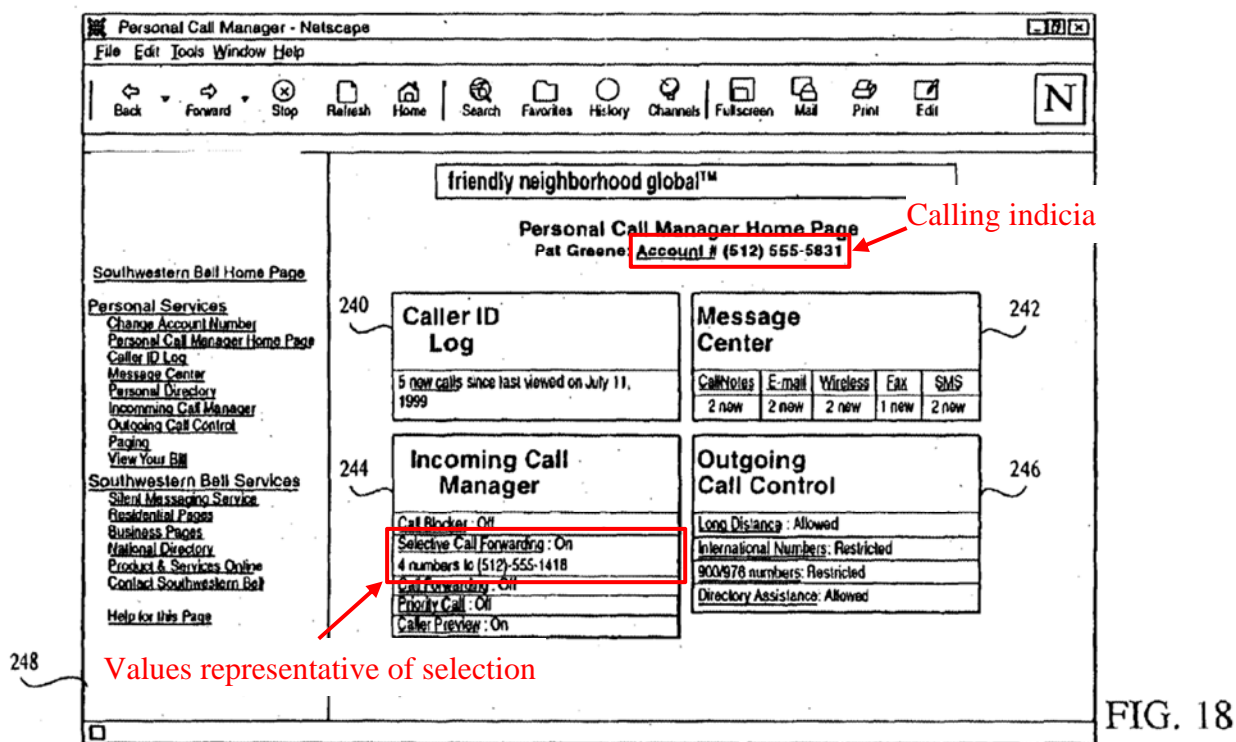 Personal Call Manager - Netscape
File Edit Tools Window Help
Back Forward Stop Refresh Home Search Favorites History Channels Fullscreen Mail Print Edit
N
friendly neighborhood global™
Calling indicia
Personal Call Manager Home Page
Pat Greene: Account # (512) 555-5831
Southwestern Bell Home Page
Personal Services
Change Account Number
Personal Call Manager Home Page
Caller ID Log
Message Center
Personal Directory
Incomming Call Manager
Outgoing Call Control
Paging
View Your Bill
Southwestern Bell Services
Silent Messaging Service
Residential Pages
Business Pages
National Directory
Product & Services Online
Contact Southwestern Bell
Help for this Page
240
Caller ID
Log
5 new calls since last viewed on July 11,
1999
242
Message
Center
CallNotes E-mail Wireless Fax SMS
2 new 2 new 2 new 1 new 2 new
244
Incoming Call
Manager
Call Blocker : Off
Selective Call Forwarding : On
4 numbers to (512)-555-1418
Call Forwarding : Off
Priority Call : Off
Caller Preview : On
246
Outgoing
Call Control
Long Distance : Allowed
International Numbers: Restricted
900/976 numbers: Restricted
Directory Assistance: Allowed
248
Values representative of selection
FIG. 18